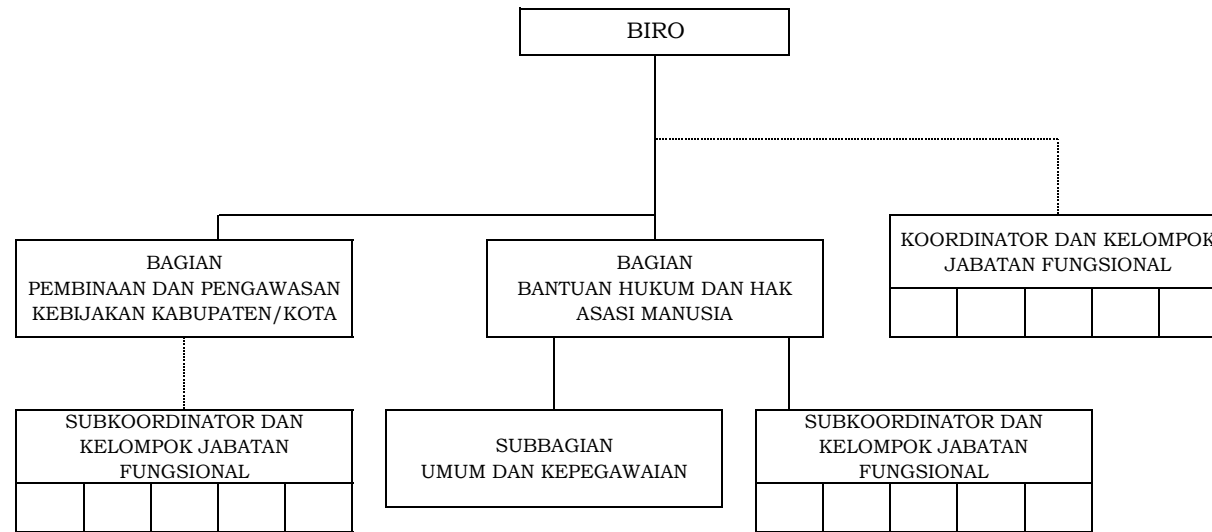 BIRO
KOORDINATOR DAN KELOMPOK
JABATAN FUNGSIONAL
BAGIAN
PEMBINAAN DAN PENGAWASAN
KEBIJAKAN KABUPATEN/KOTA
BAGIAN
BANTUAN HUKUM DAN HAK
ASASI MANUSIA
SUBKOORDINATOR DAN
KELOMPOK JABATAN
FUNGSIONAL
SUBBAGIAN
UMUM DAN KEPEGAWAIAN
SUBKOORDINATOR DAN
KELOMPOK JABATAN
FUNGSIONAL